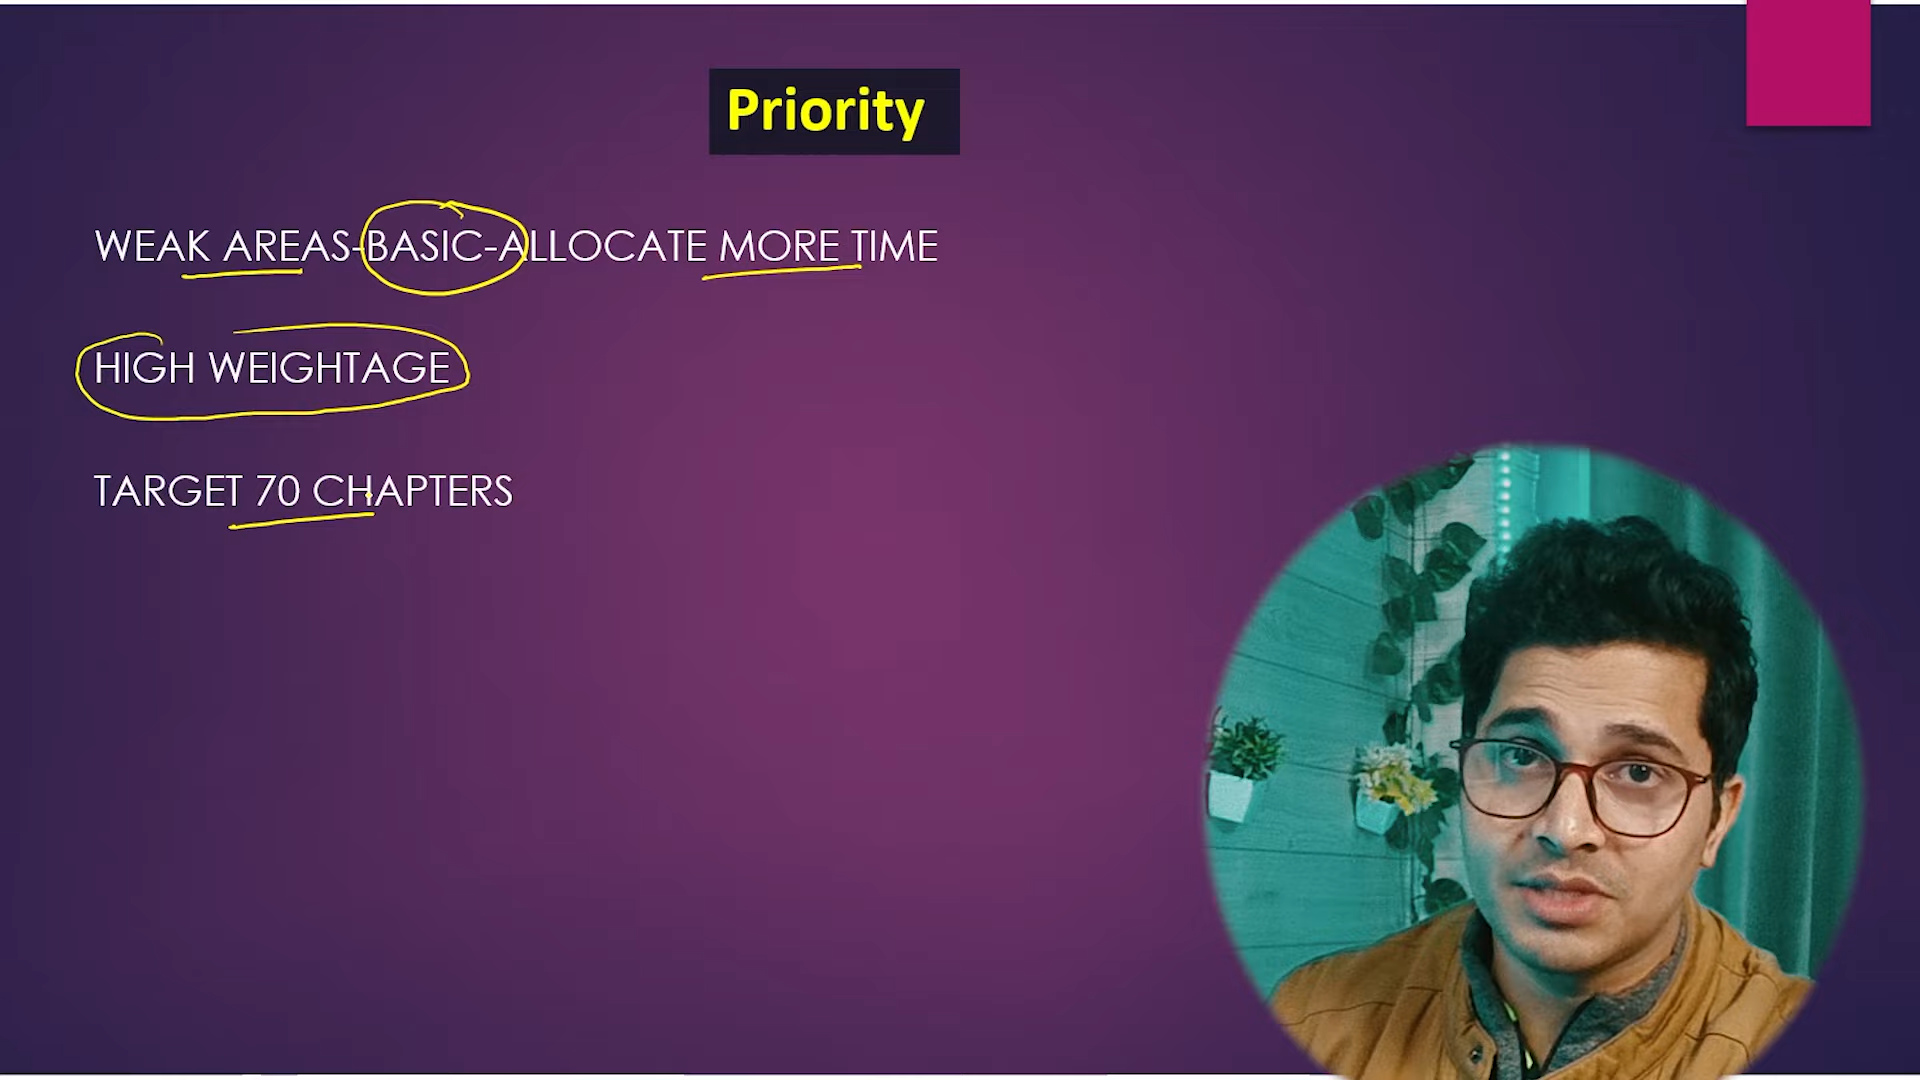 Priority
WEAK AREAS-BASIC-ALLOCATE MORE TIME
HIGH WEIGHTAGE
TARGET 70 CHAPTERS